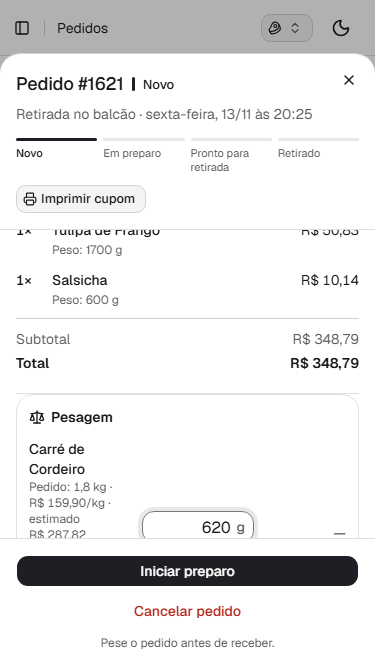 Pedidos
Pedido #1621 Novo
Retirada no balcão · sexta-feira, 13/11 às 20:25
Novo
Em preparo
Pronto para
retirada
Retirado
Imprimir cupom
1× Tulipa de Frango R$ 50,83
Peso: 1700 g
1× Salsicha R$ 10,14
Peso: 600 g
Subtotal R$ 348,79
Total R$ 348,79
Pesagem
Carré de
Cordeiro
Pedido: 1,8 kg ·
R$ 159,90/kg ·
estimado
R$ 287,82
620 g
—
Iniciar preparo
Cancelar pedido
Pese o pedido antes de receber.